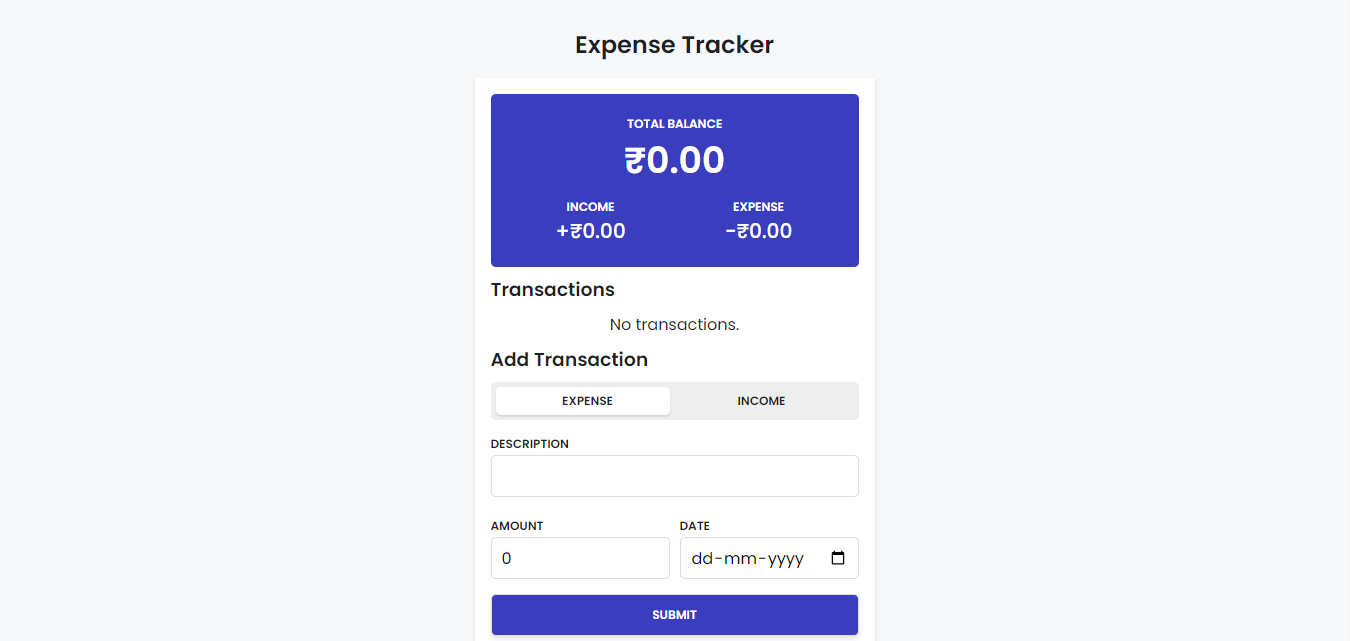 Expense Tracker
TOTAL BALANCE
₹0.00
INCOME EXPENSE
+₹0.00 -₹0.00
Transactions
No transactions.
Add Transaction
EXPENSE INCOME
DESCRIPTION
AMOUNT DATE
0 dd-mm-yyyy
SUBMIT